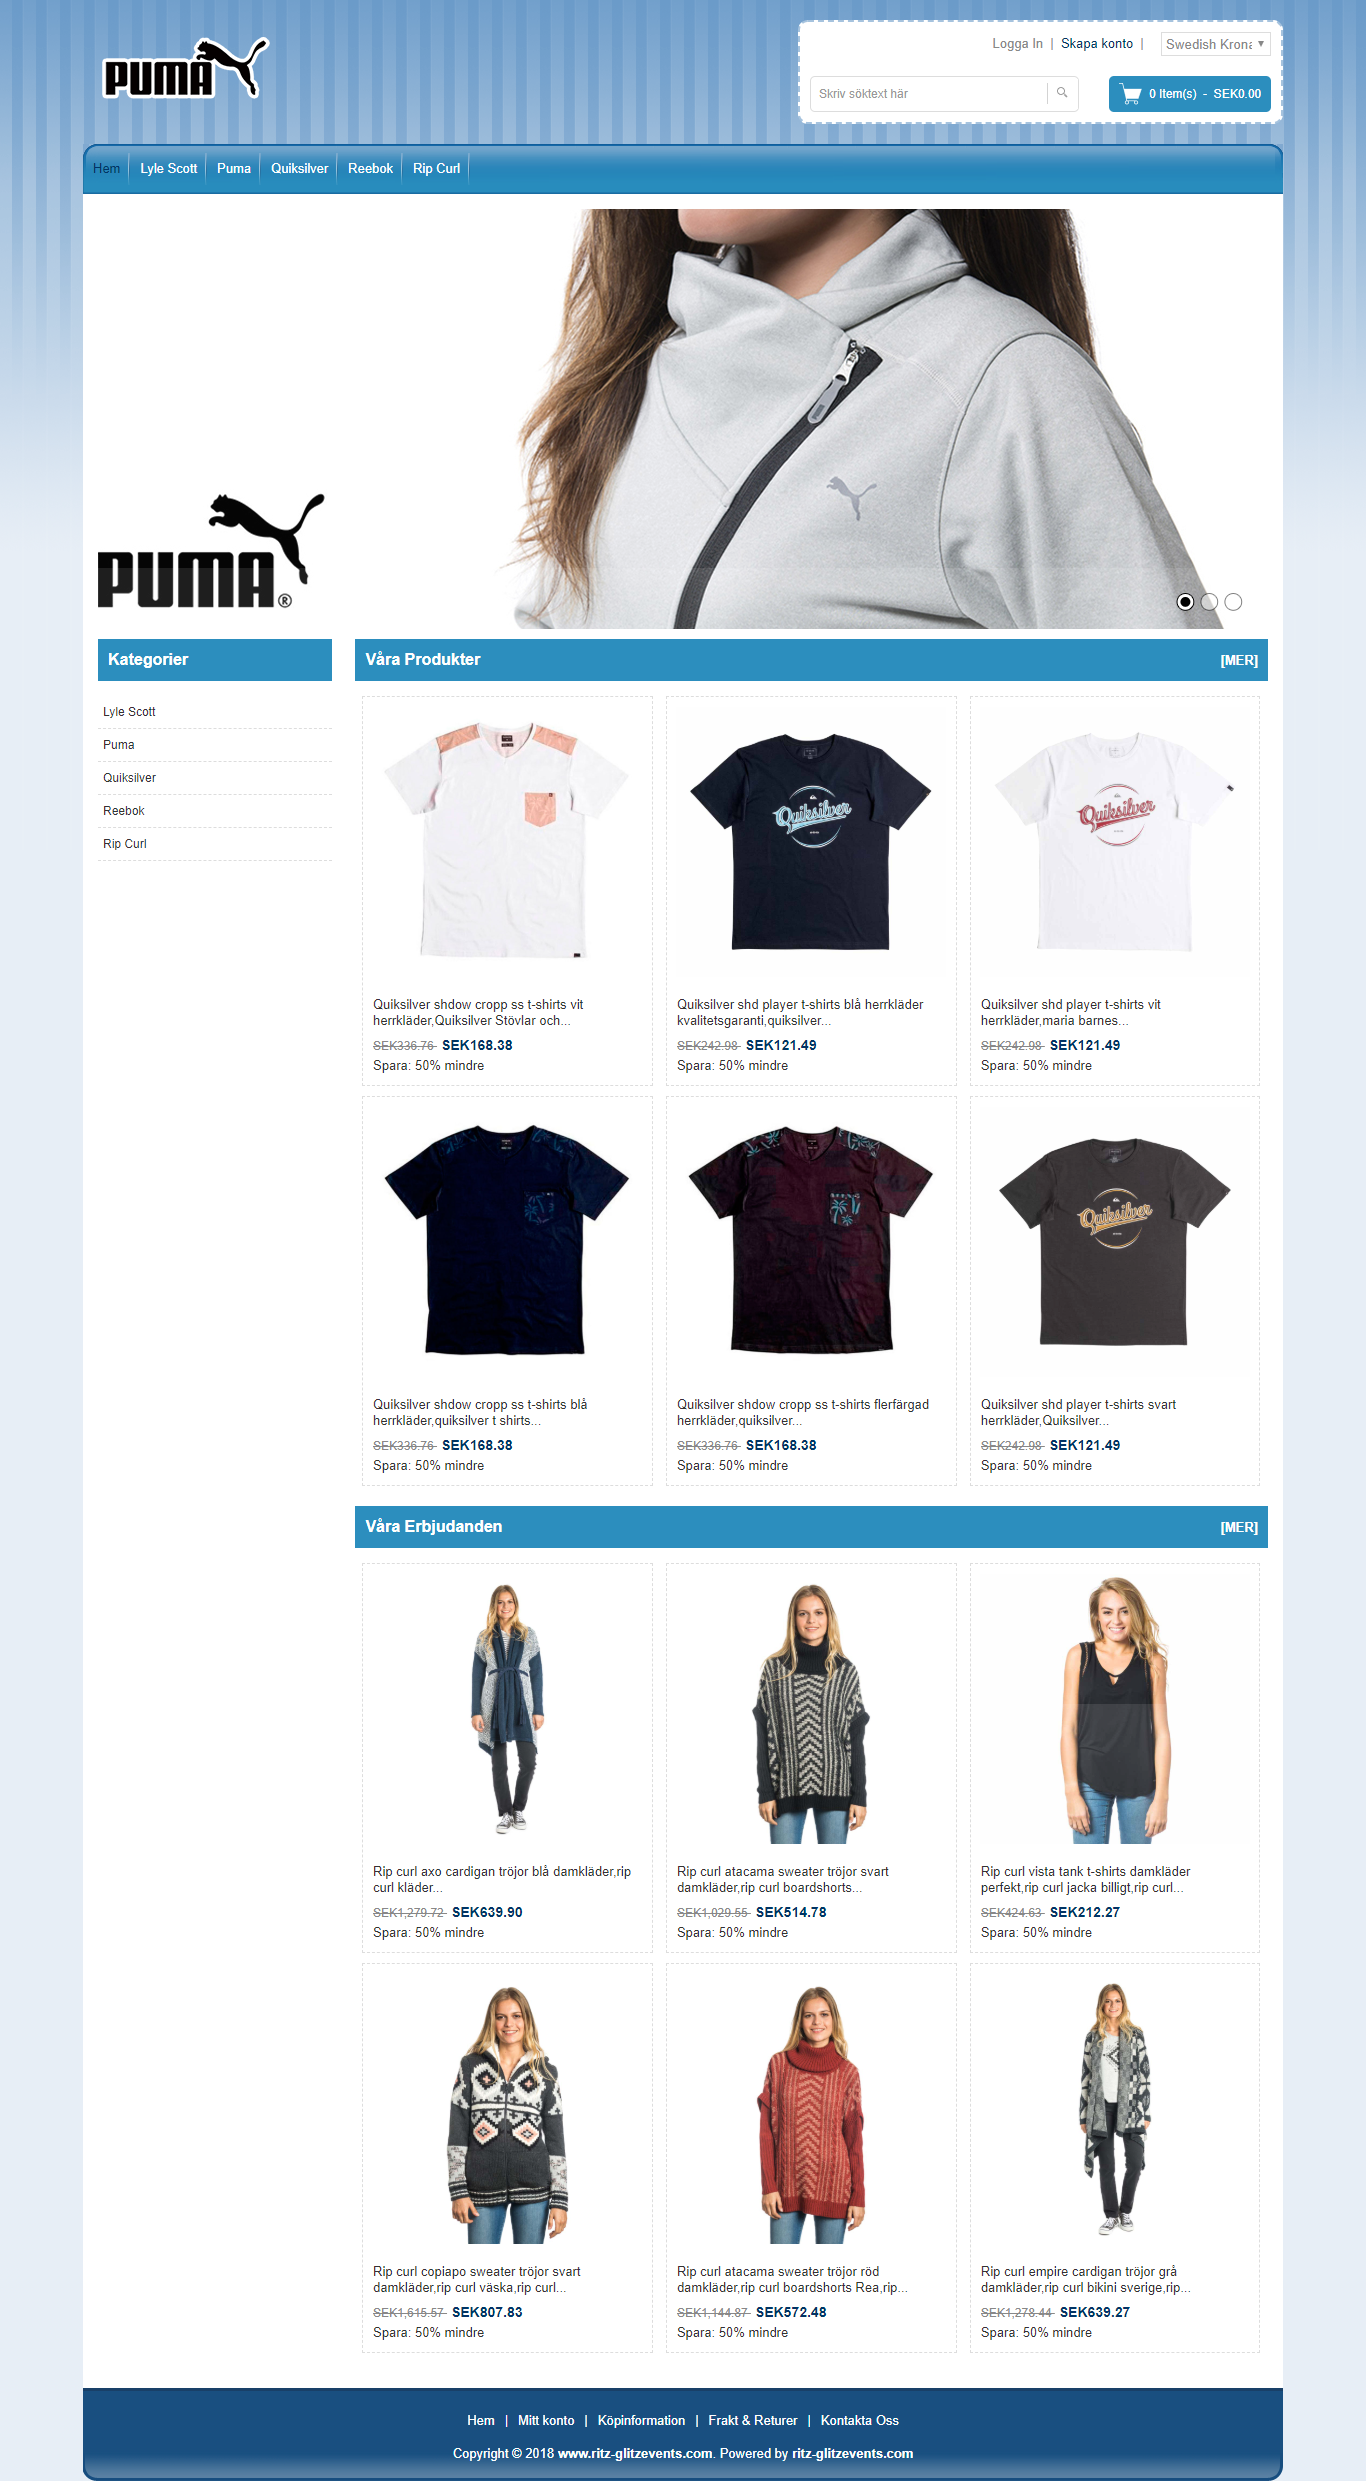 PUMA
Logga In | Skapa konto |
Swedish Krona
Skriv söktext här
0 Item(s) - SEK0.00
Hem
Lyle Scott
Puma
Quiksilver
Reebok
Rip Curl
PUMA®
Kategorier
Lyle Scott
Puma
Quiksilver
Reebok
Rip Curl
Våra Produkter
[MER]
Quiksilver
Quiksilver
Quiksilver shdow cropp ss t-shirts vit
herrkläder,Quiksilver Stövlar och...
SEK336.76 SEK168.38
Spara: 50% mindre
Quiksilver shd player t-shirts blå herrkläder
kvalitetsgaranti,quiksilver...
SEK242.98 SEK121.49
Spara: 50% mindre
Quiksilver shd player t-shirts vit
herrkläder,maria barnes...
SEK242.98 SEK121.49
Spara: 50% mindre
Quiksilver
Quiksilver shdow cropp ss t-shirts blå
herrkläder,quiksilver t shirts...
SEK336.76 SEK168.38
Spara: 50% mindre
Quiksilver shdow cropp ss t-shirts flerfärgad
herrkläder,quiksilver...
SEK336.76 SEK168.38
Spara: 50% mindre
Quiksilver shd player t-shirts svart
herrkläder,Quiksilver...
SEK242.98 SEK121.49
Spara: 50% mindre
Våra Erbjudanden
[MER]
Rip curl axo cardigan tröjor blå damkläder,rip
curl kläder...
SEK1,279.72 SEK639.90
Spara: 50% mindre
Rip curl atacama sweater tröjor svart
damkläder,rip curl boardshorts...
SEK1,029.55 SEK514.78
Spara: 50% mindre
Rip curl vista tank t-shirts damkläder
perfekt,rip curl jacka billigt,rip curl...
SEK424.63 SEK212.27
Spara: 50% mindre
Rip curl copiapo sweater tröjor svart
damkläder,rip curl väska,rip curl...
SEK1,615.57 SEK807.83
Spara: 50% mindre
Rip curl atacama sweater tröjor röd
damkläder,rip curl boardshorts Rea,rip...
SEK1,144.87 SEK572.48
Spara: 50% mindre
Rip curl empire cardigan tröjor grå
damkläder,rip curl bikini sverige,rip...
SEK1,278.44 SEK639.27
Spara: 50% mindre
Hem | Mitt konto | Köpinformation | Frakt & Returer | Kontakta Oss
Copyright © 2018 www.ritz-glitzevents.com. Powered by ritz-glitzevents.com